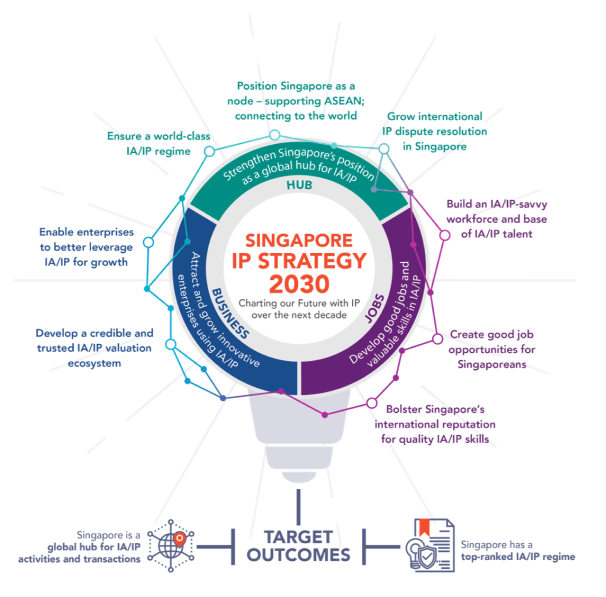 Position Singapore as a
node – supporting ASEAN;
connecting to the world
Grow international
IP dispute resolution
in Singapore
Ensure a world-class
IA/IP regime
Strengthen Singapore's position
as a global hub for IA/IP
HUB
Build an IA/IP-savvy
workforce and base
of IA/IP talent
Enable enterprises
to better leverage
IA/IP for growth
SINGAPORE
IP STRATEGY
2030
Charting our Future with IP
over the next decade
BUSINESS
Attract and grow innovative
enterprises using IA/IP
JOBS
Develop good jobs and
valuable skills in IA/IP
Develop a credible and
trusted IA/IP valuation
ecosystem
Create good job
opportunities for
Singaporeans
Bolster Singapore's
international reputation
for quality IA/IP skills
TARGET
OUTCOMES
Singapore is a
global hub for IA/IP
activities and transactions
Singapore has a
top-ranked IA/IP regime